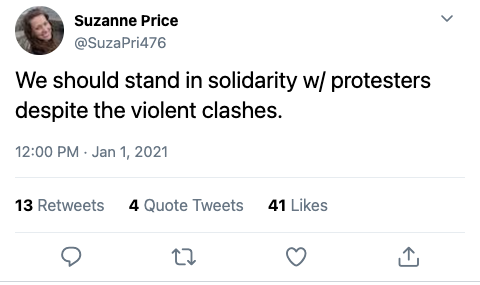 Suzanne Price
@SuzaPri476
We should stand in solidarity w/ protesters
despite the violent clashes.
12:00 PM · Jan 1, 2021
13 Retweets 4 Quote Tweets 41 Likes